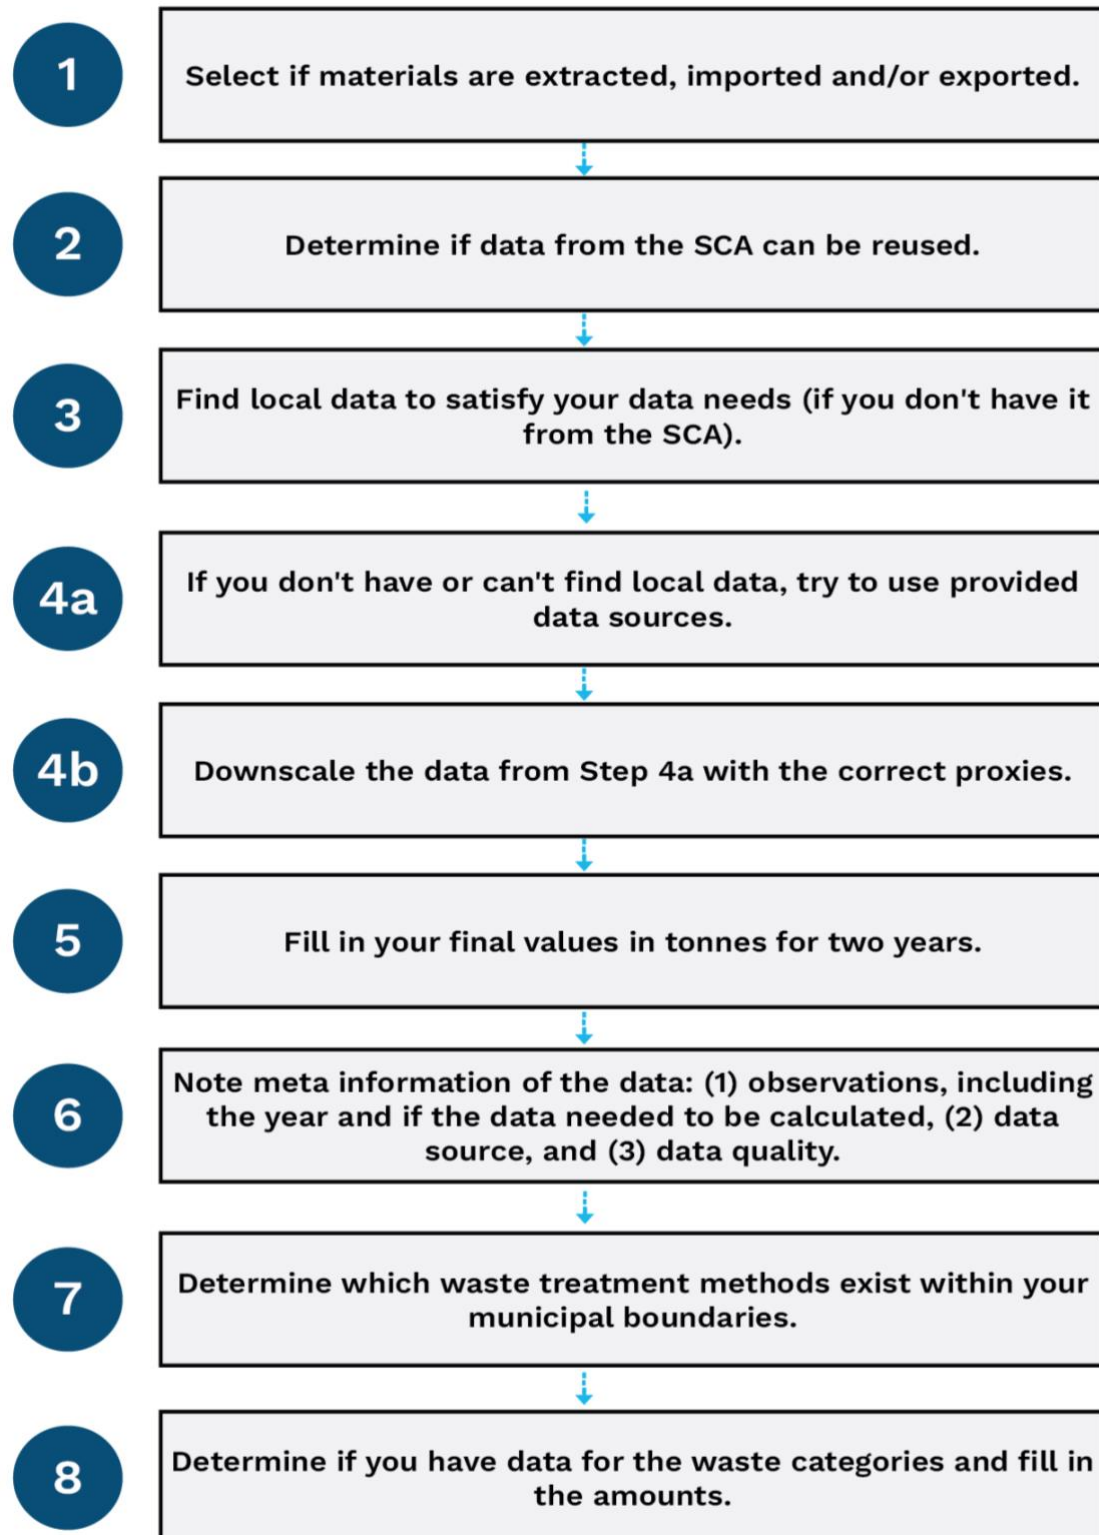 1
Select if materials are extracted, imported and/or exported.
2
Determine if data from the SCA can be reused.
3
Find local data to satisfy your data needs (if you don't have it
from the SCA).
4a
If you don't have or can't find local data, try to use provided
data sources.
4b
Downscale the data from Step 4a with the correct proxies.
5
Fill in your final values in tonnes for two years.
6
Note meta information of the data: (1) observations, including
the year and if the data needed to be calculated, (2) data
source, and (3) data quality.
7
Determine which waste treatment methods exist within your
municipal boundaries.
8
Determine if you have data for the waste categories and fill in
the amounts.